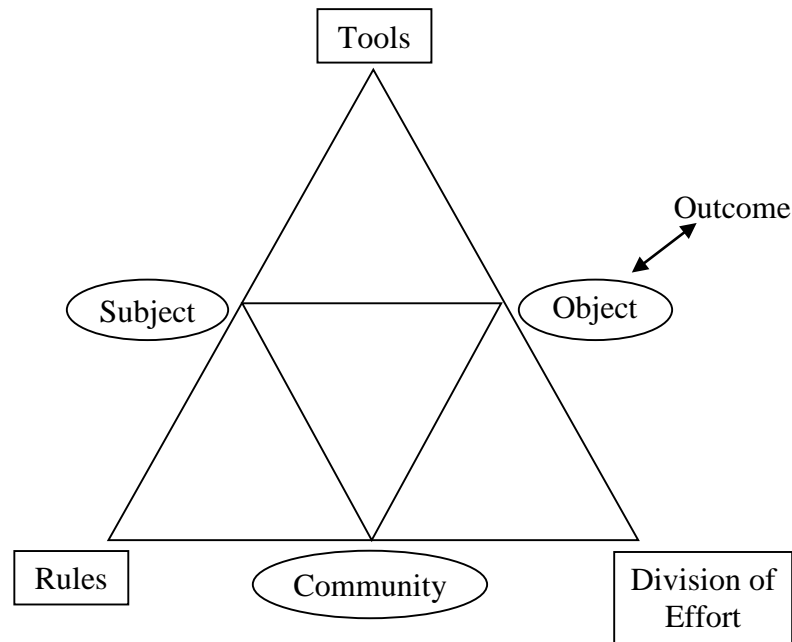 Tools
Outcome
Subject
Object
Rules
Community
Division of
Effort